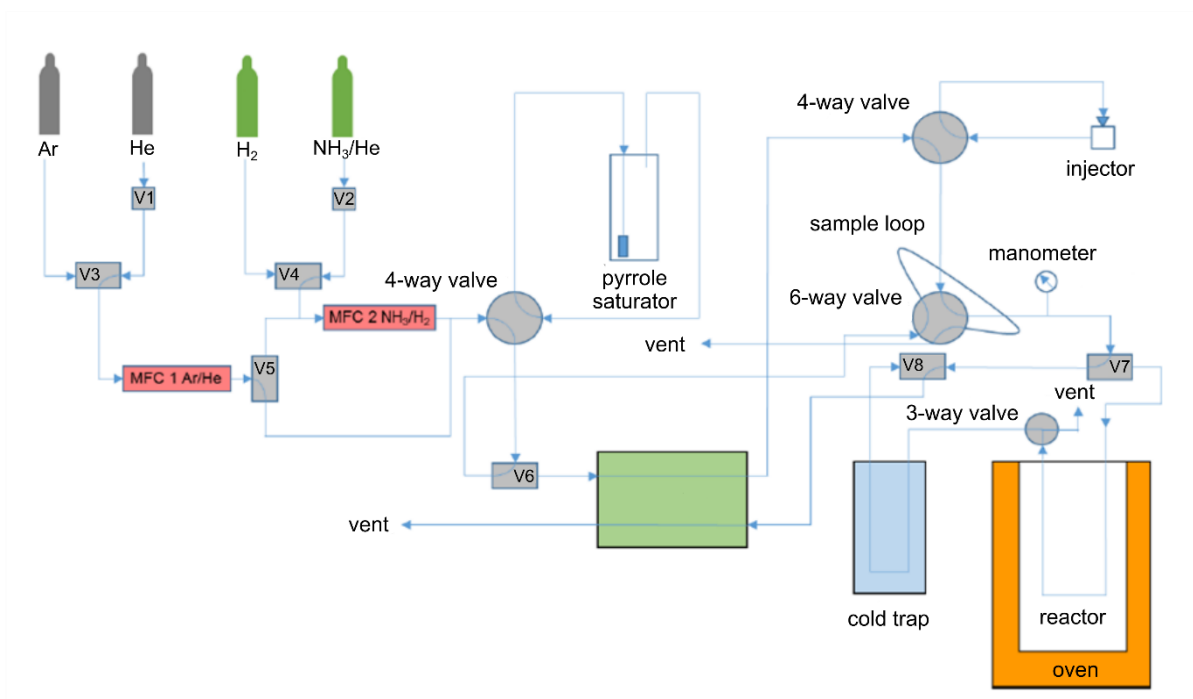 Ar
He
H₂
NH₃/He
V1
V2
V3
V4
MFC 2 NH₃/H₂
MFC 1 Ar/He
V5
4-way valve
pyrrole
saturator
4-way valve
injector
sample loop
manometer
6-way valve
vent
V8
V7
vent
3-way valve
V6
vent
cold trap
reactor
oven